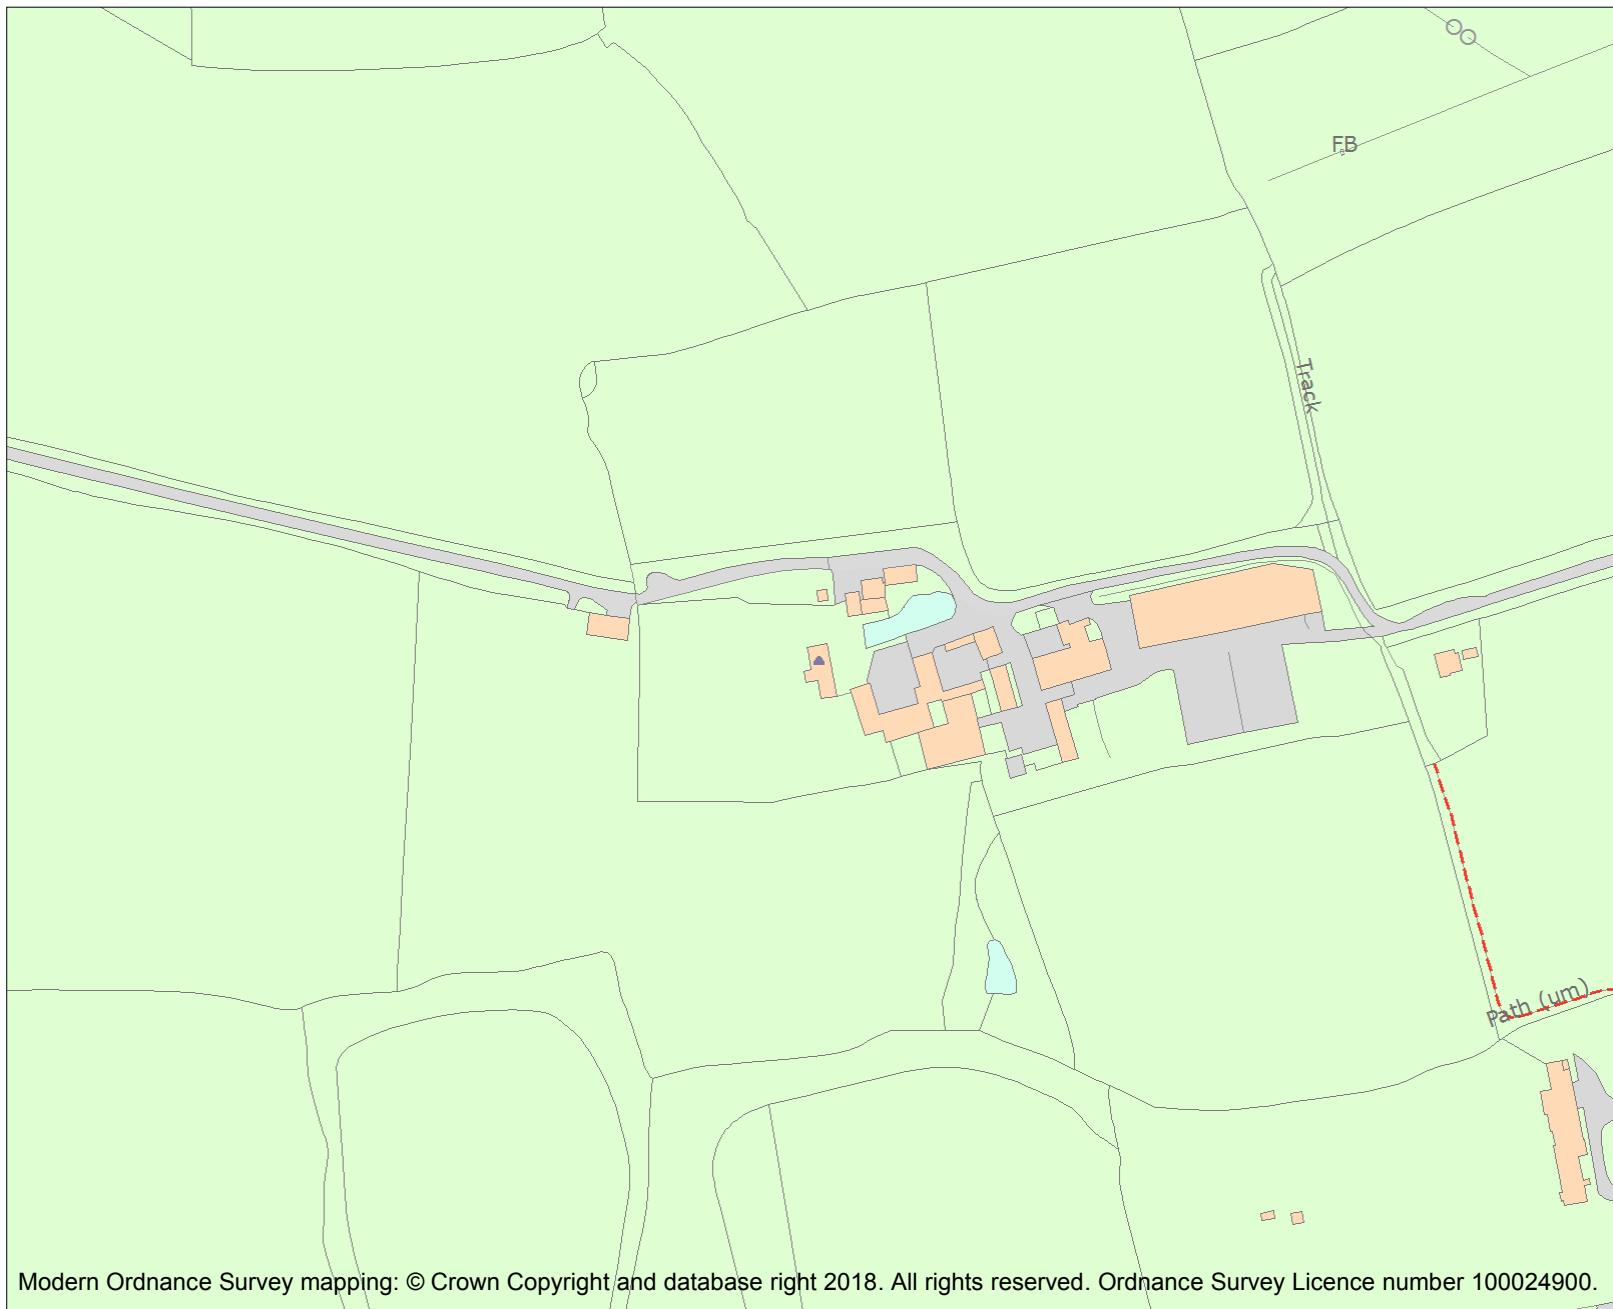 FB
Track
Path (um)
Modern Ordnance Survey mapping: © Crown Copyright and database right 2018. All rights reserved. Ordnance Survey Licence number 100024900.